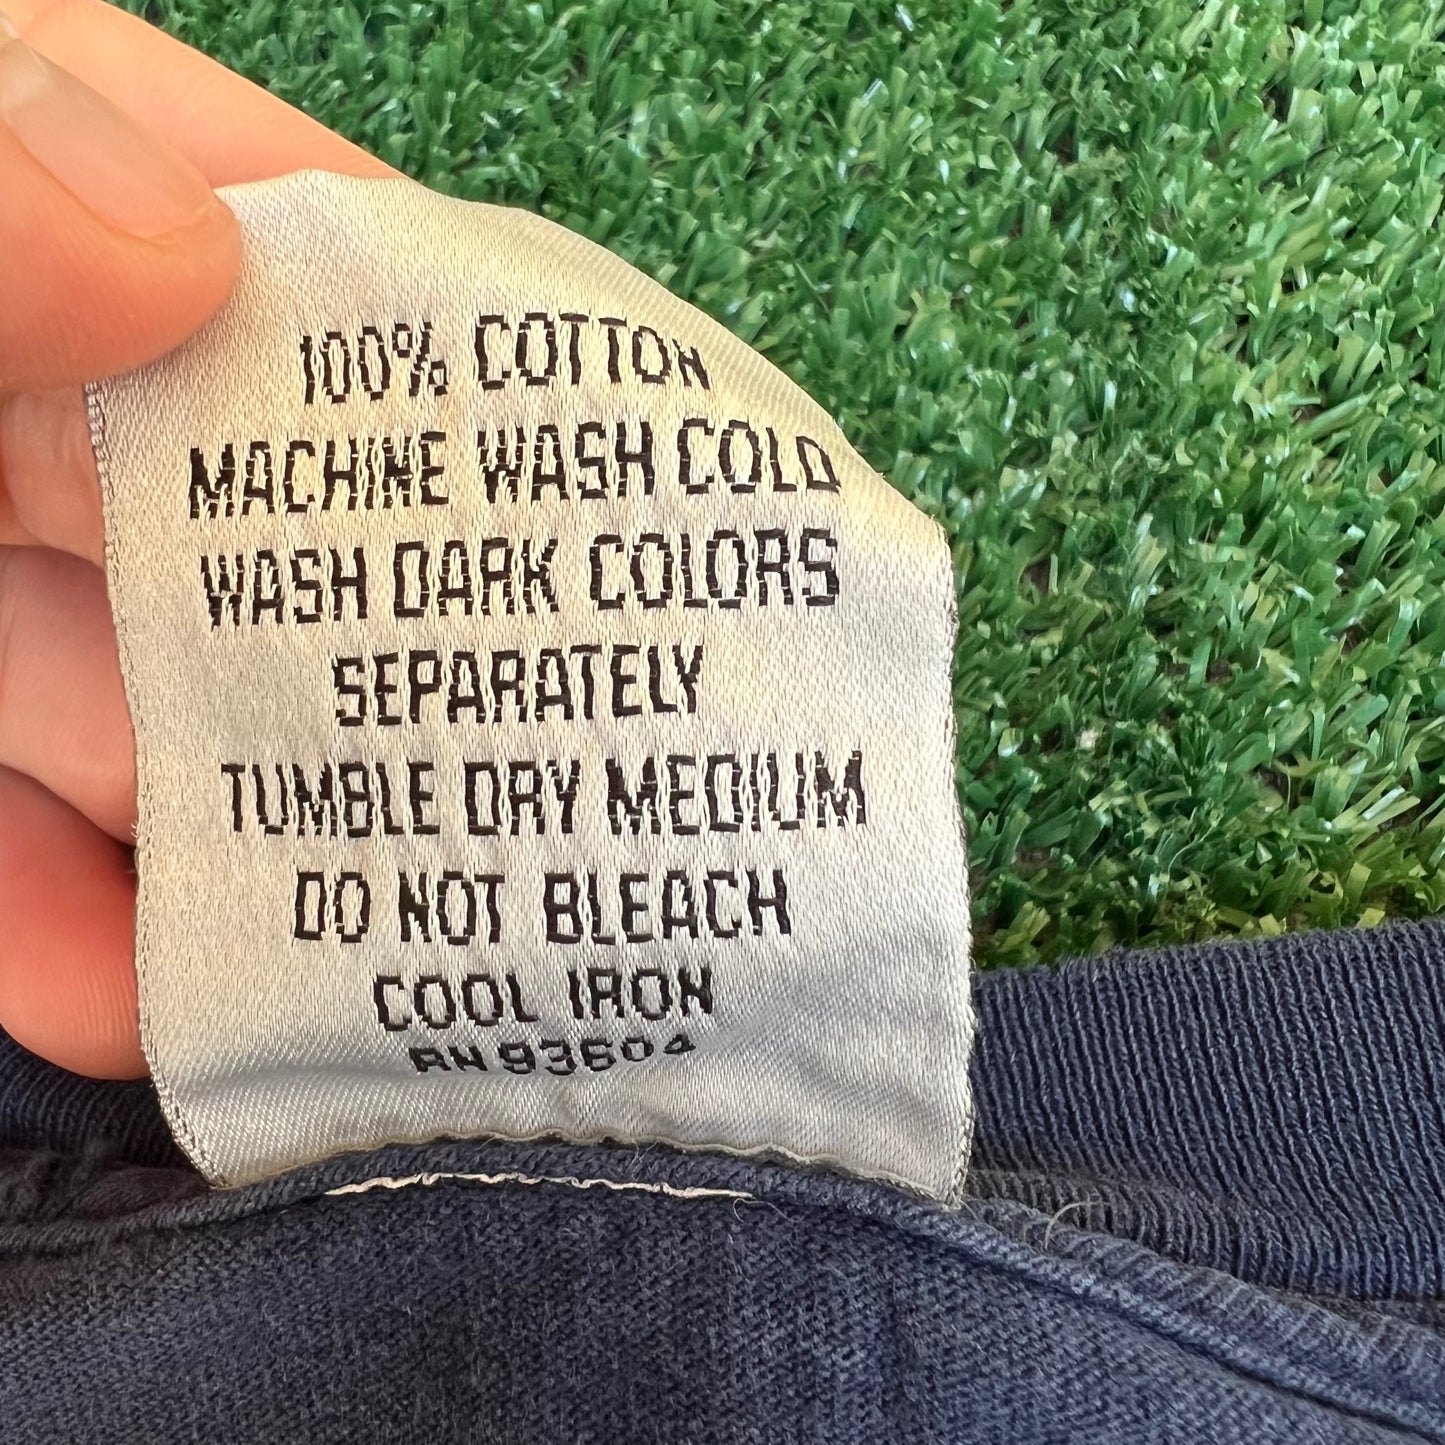 100% COTTON
MACHINE WASH COLD
WASH DARK COLORS
SEPARATELY
TUMBLE DRY MEDIUM
DO NOT BLEACH
COOL IRON
RN 93604